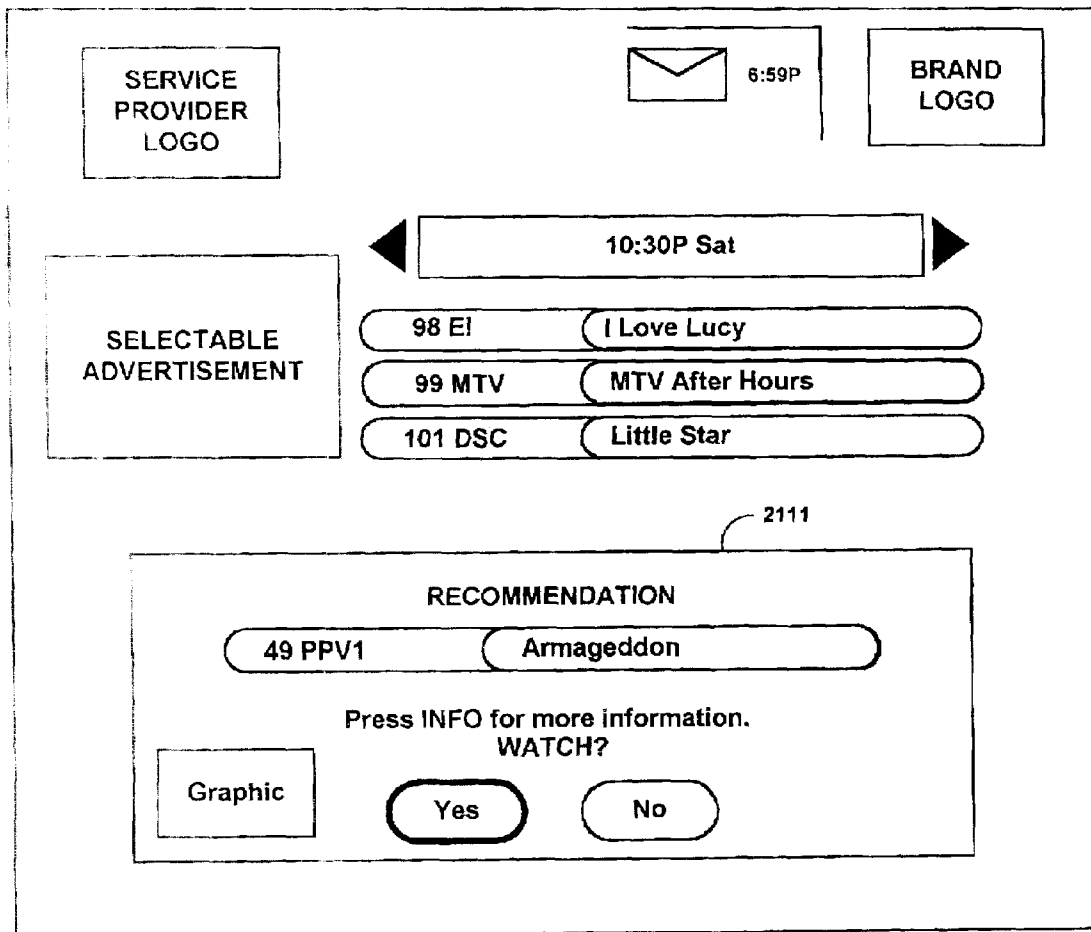 SERVICE
PROVIDER
LOGO
6:59P
BRAND
LOGO
10:30P Sat
SELECTABLE
ADVERTISEMENT
98 E!
I Love Lucy
99 MTV
MTV After Hours
101 DSC
Little Star
2111
RECOMMENDATION
49 PPV1
Armageddon
Press INFO for more information.
WATCH?
Graphic
Yes
No